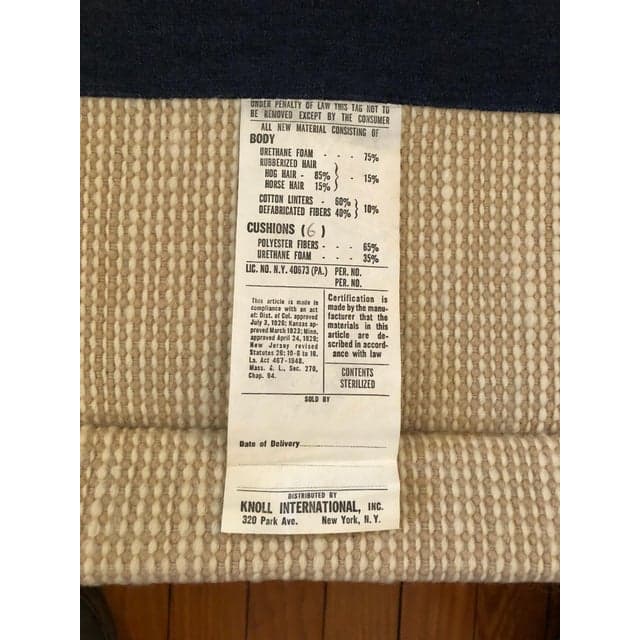 UNDER PENALTY OF LAW THIS TAG NOT TO
BE REMOVED EXCEPT BY THE CONSUMER
ALL NEW MATERIAL CONSISTING OF
BODY
URETHANE FOAM - - - 75%
RUBBERIZED HAIR
HOG HAIR - 85% } - 15%
HORSE HAIR 15%
COTTON LINTERS - 60% } 10%
DEFABRICATED FIBERS 40%
CUSHIONS (6)
POLYESTER FIBERS - - - 65%
URETHANE FOAM - - - 35%
LIC. NO. N.Y. 40673 (PA.) PER. NO.
PER. NO.
This article is made in
compliance with an act
of: Dist. of Col. approved
July 3, 1926; Kansas ap-
proved March 1923; Minn.
approved April 24, 1929;
New Jersey revised
Statutes 26; 10-6 to 18.
La. Act 467-1948.
Mass. G. L., Sec. 270,
Chap. 94.
Certification is
made by the manu-
facturer that the
materials in this
article are de-
scribed in accord-
ance with law
CONTENTS
STERILIZED
SOLD BY
Date of Delivery
DISTRIBUTED BY
KNOLL INTERNATIONAL, INC.
320 Park Ave. New York, N.Y.